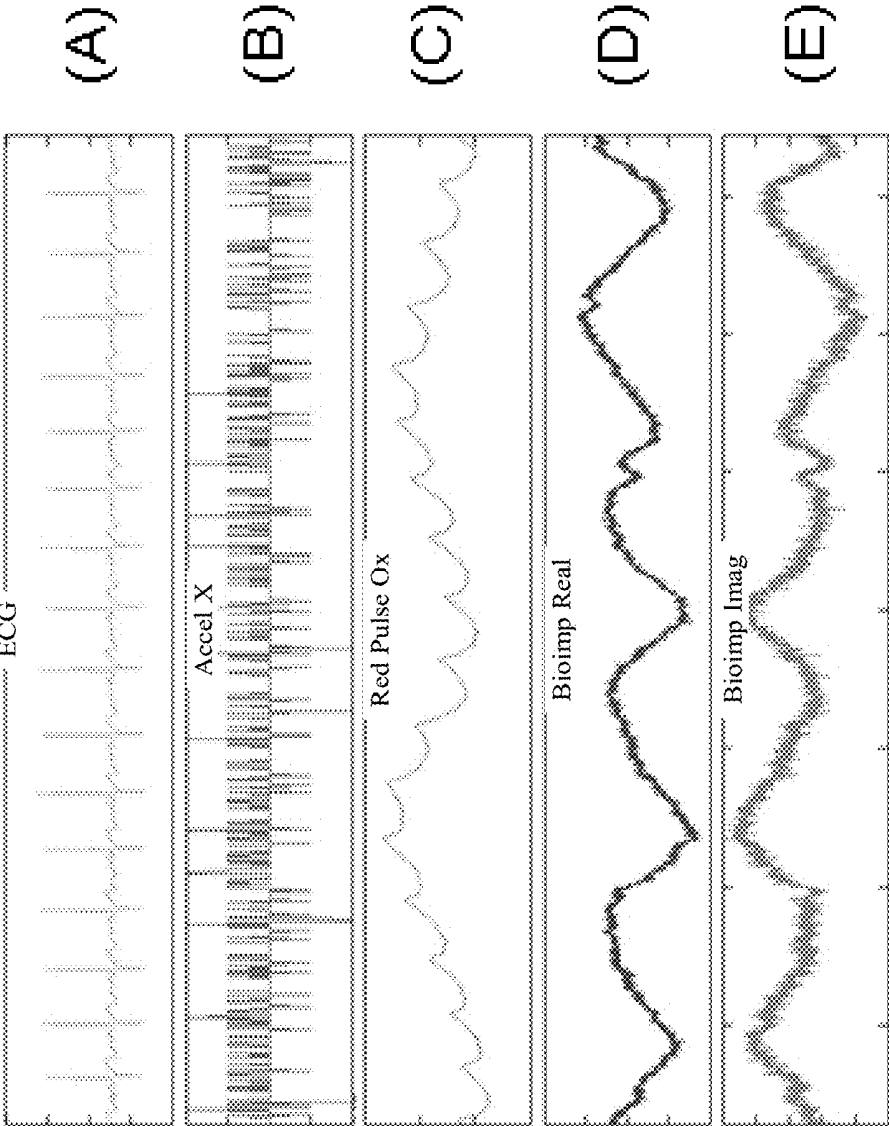 ECG
(A)
Accel X
(B)
Red Pulse Ox
(C)
Bioimp Real
(D)
Bioimp Imag
(E)